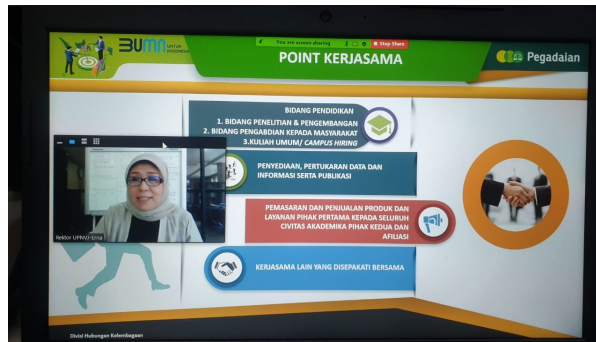 BUMN UNTUK
INDONESIA
You are screen sharing
Stop Share
Pegadaian
POINT KERJASAMA
BIDANG PENDIDIKAN
1. BIDANG PENELITIAN & PENGEMBANGAN
2. BIDANG PENGABDIAN KEPADA MASYARAKAT
3.KULIAH UMUM/ CAMPUS HIRING
PENYEDIAAN, PERTUKARAN DATA DAN
INFORMASI SERTA PUBLIKASI
PEMASARAN DAN PENJUALAN PRODUK DAN
LAYANAN PIHAK PERTAMA KEPADA SELURUH
CIVITAS AKADEMIKA PIHAK KEDUA DAN
AFILIASI
KERJASAMA LAIN YANG DISEPAKATI BERSAMA
Rektor UPNVJ-Erna
Divisi Hubungan Kelembagaan